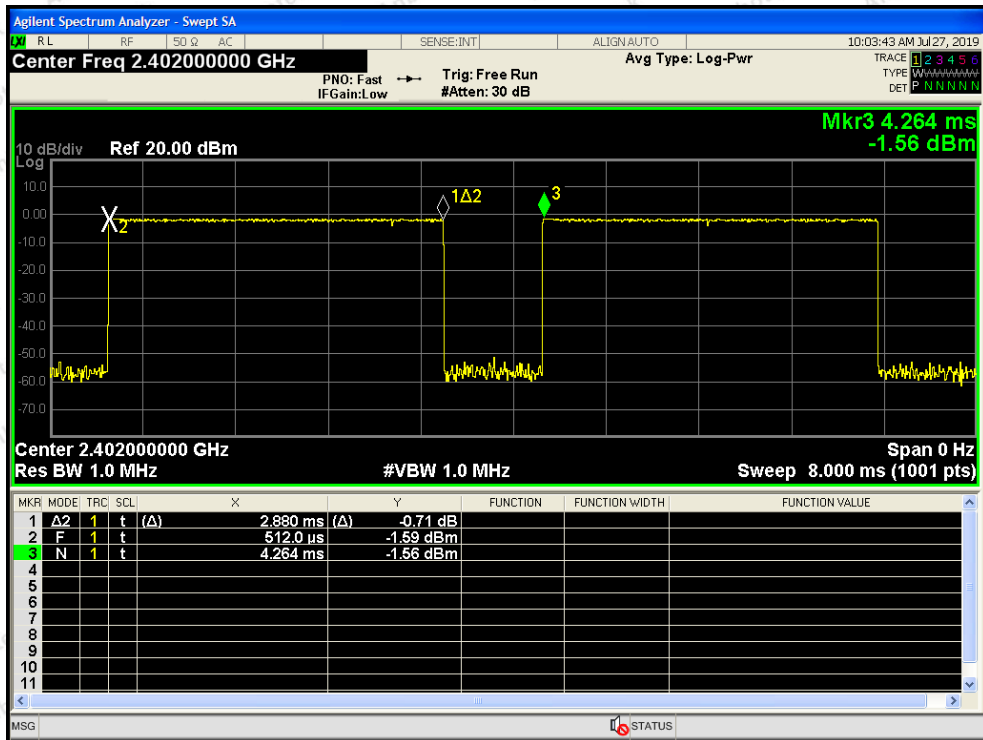 Agilent Spectrum Analyzer - Swept SA
LXI RL RF 50 Ω AC SENSE:INT ALIGN AUTO 10:03:43 AM Jul 27, 2019
Center Freq 2.402000000 GHz Avg Type: Log-Pwr TRACE 1 2 3 4 5 6
PNO: Fast Trig: Free Run TYPE WWWWWW
IFGain:Low #Atten: 30 dB DET P N N N N N
Mkr3 4.264 ms
10 dB/div Ref 20.00 dBm -1.56 dBm
Log
10.0
0.00
-10.0
-20.0
-30.0
-40.0
-50.0
-60.0
-70.0
X2
1Δ2
3
Center 2.402000000 GHz Span 0 Hz
Res BW 1.0 MHz #VBW 1.0 MHz Sweep 8.000 ms (1001 pts)
MKR MODE TRC SCL X Y FUNCTION FUNCTION WIDTH FUNCTION VALUE
1 Δ2 1 t (Δ) 2.880 ms (Δ) -0.71 dB
2 F 1 t 512.0 µs -1.59 dBm
3 N 1 t 4.264 ms -1.56 dBm
4
5
6
7
8
9
10
11
MSG STATUS